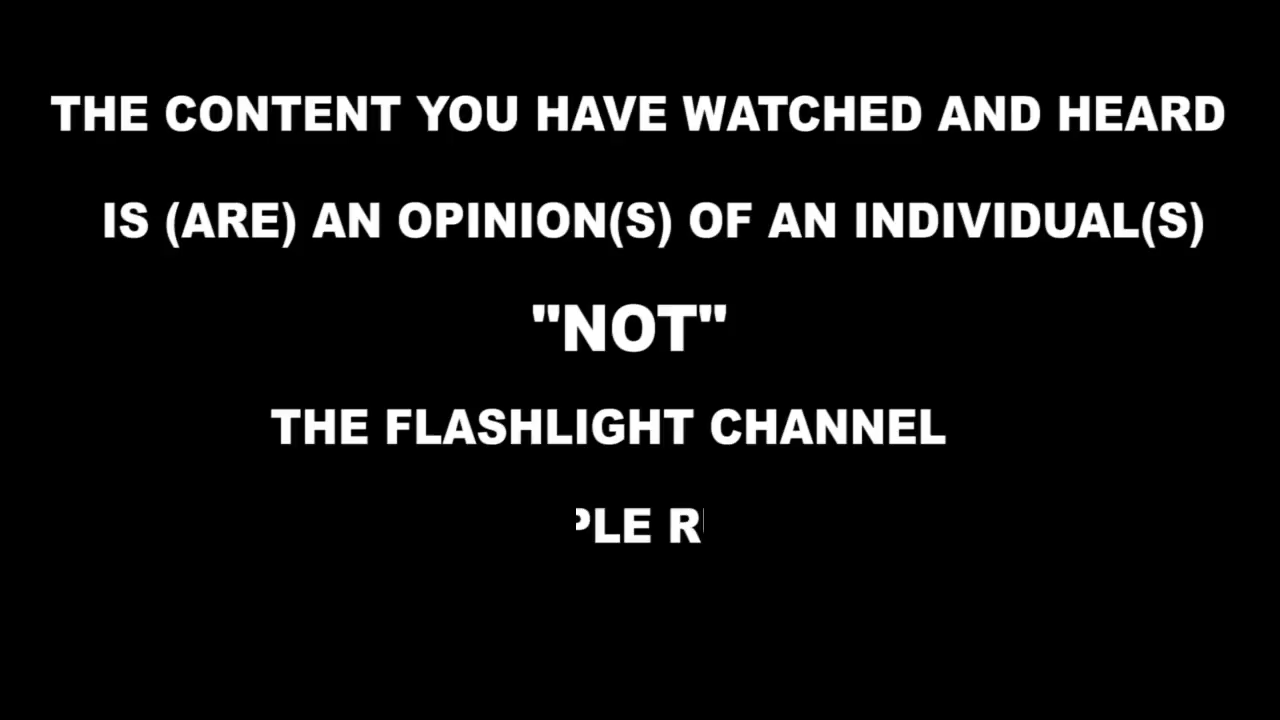 THE CONTENT YOU HAVE WATCHED AND HEARD
IS (ARE) AN OPINION(S) OF AN INDIVIDUAL(S)
"NOT"
THE FLASHLIGHT CHANNEL